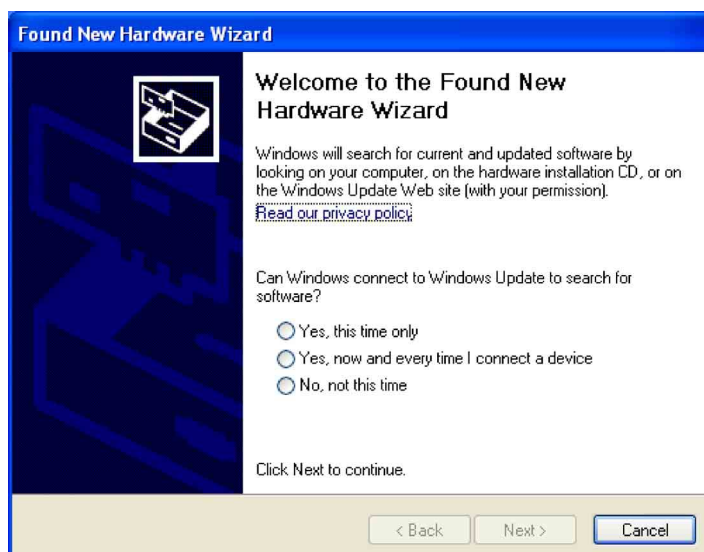 Found New Hardware Wizard
Welcome to the Found New
Hardware Wizard
Windows will search for current and updated software by
looking on your computer, on the hardware installation CD, or on
the Windows Update Web site (with your permission).
Read our privacy policy
Can Windows connect to Windows Update to search for
software?
Yes, this time only
Yes, now and every time I connect a device
No, not this time
Click Next to continue.
< Back Next > Cancel